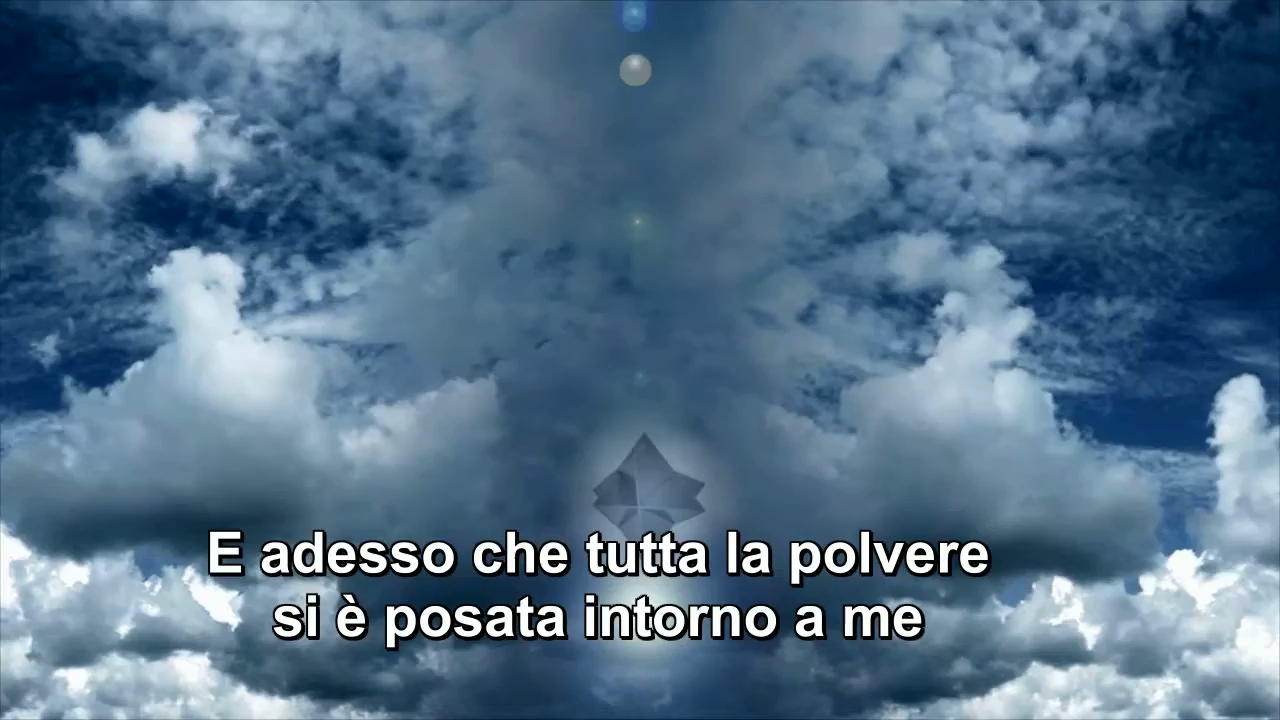 E adesso che tutta la polvere
si è posata intorno a me